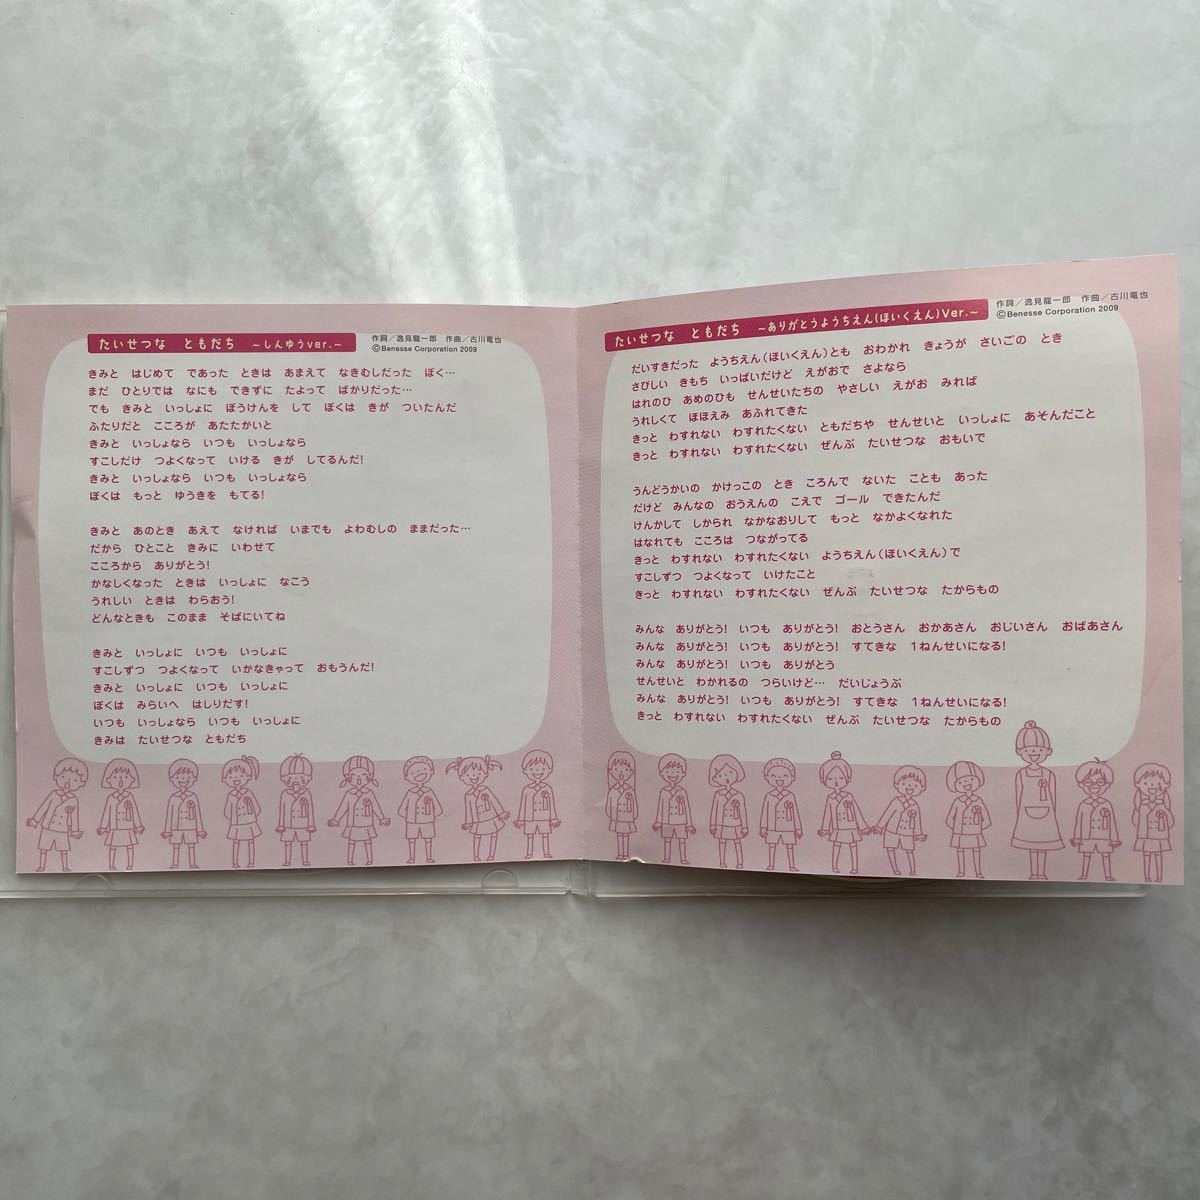 たいせつな ともだち ～しんゆうver.～
作詞／逸見龍一郎 作曲／古川竜也
©Benesse Corporation 2009
きみと はじめて であった ときは あまえて なきむしだった ぼく…
まだ ひとりでは なにも できずに たよって ばかりだった…
でも きみと いっしょに ぼうけんを して ぼくは きが ついたんだ
ふたりだと こころが あたたかいと
きみと いっしょなら いつも いっしょなら
すこしだけ つよくなって いける きが してるんだ!
きみと いっしょなら いつも いっしょなら
ぼくは もっと ゆうきを もてる!
きみと あのとき あえて なければ いまでも よわむしの ままだった…
だから ひとこと きみに いわせて
こころから ありがとう!
かなしくなった ときは いっしょに なこう
うれしい ときは わらおう!
どんなときも このまま そばにいてね
きみと いっしょに いつも いっしょに
すこしずつ つよくなって いかなきゃって おもうんだ!
きみと いっしょに いつも いっしょに
ぼくは みらいへ はしりだす!
いつも いっしょなら いつも いっしょに
きみは たいせつな ともだち
たいせつな ともだち ～ありがとうようちえん(ほいくえん)Ver.～
作詞／逸見龍一郎 作曲／古川竜也
©Benesse Corporation 2009
だいすきだった ようちえん(ほいくえん)とも おわかれ きょうが さいごの とき
さびしい きもち いっぱいだけど えがおで さよなら
はれのひ あめのひも せんせいたちの やさしい えがお みれば
うれしくて ほほえみ あふれてきた
きっと わすれない わすれたくない ともだちや せんせいと いっしょに あそんだこと
きっと わすれない わすれたくない ぜんぶ たいせつな おもいで
うんどうかいの かけっこの とき ころんで ないた ことも あった
だけど みんなの おうえんの こえで ゴール できたんだ
けんかして しかられ なかなおりして もっと なかよくなれた
はなれても こころは つながってる
きっと わすれない わすれたくない ようちえん(ほいくえん)で
すこしずつ つよくなって いけたこと
きっと わすれない わすれたくない ぜんぶ たいせつな たからもの
みんな ありがとう! いつも ありがとう! おとうさん おかあさん おじいさん おばあさん
みんな ありがとう! いつも ありがとう! すてきな 1ねんせいになる!
みんな ありがとう! いつも ありがとう
せんせいと わかれるの つらいけど… だいじょうぶ
みんな ありがとう! いつも ありがとう! すてきな 1ねんせいになる!
きっと わすれない わすれたくない ぜんぶ たいせつな たからもの